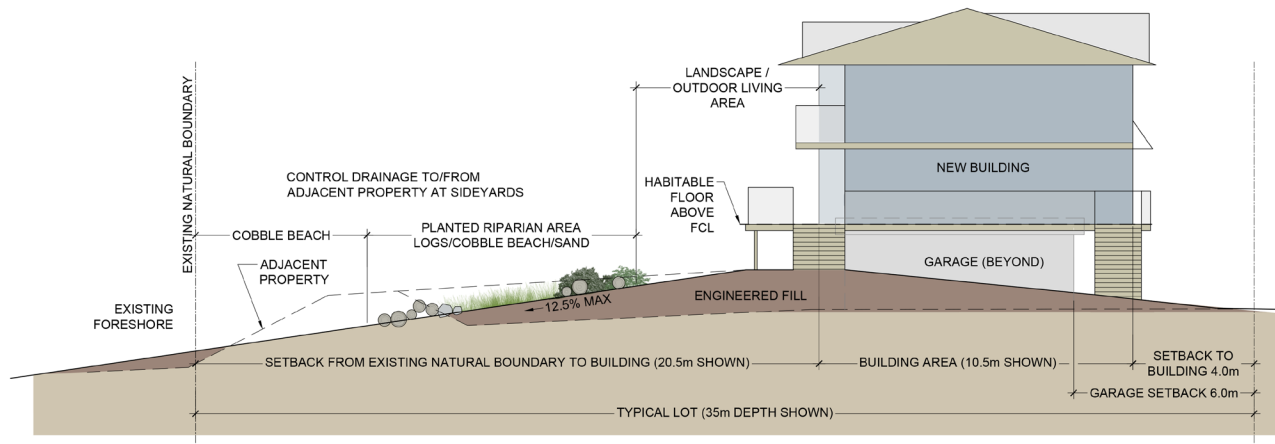 LANDSCAPE /
OUTDOOR LIVING
AREA
EXISTING NATURAL BOUNDARY
CONTROL DRAINAGE TO/FROM
ADJACENT PROPERTY AT SIDEYARDS
NEW BUILDING
HABITABLE
FLOOR
ABOVE
FCL
COBBLE BEACH
PLANTED RIPARIAN AREA
LOGS/COBBLE BEACH/SAND
ADJACENT
PROPERTY
GARAGE (BEYOND)
EXISTING
FORESHORE
12.5% MAX
ENGINEERED FILL
SETBACK FROM EXISTING NATURAL BOUNDARY TO BUILDING (20.5m SHOWN)
BUILDING AREA (10.5m SHOWN)
SETBACK TO
BUILDING 4.0m
GARAGE SETBACK 6.0m
TYPICAL LOT (35m DEPTH SHOWN)